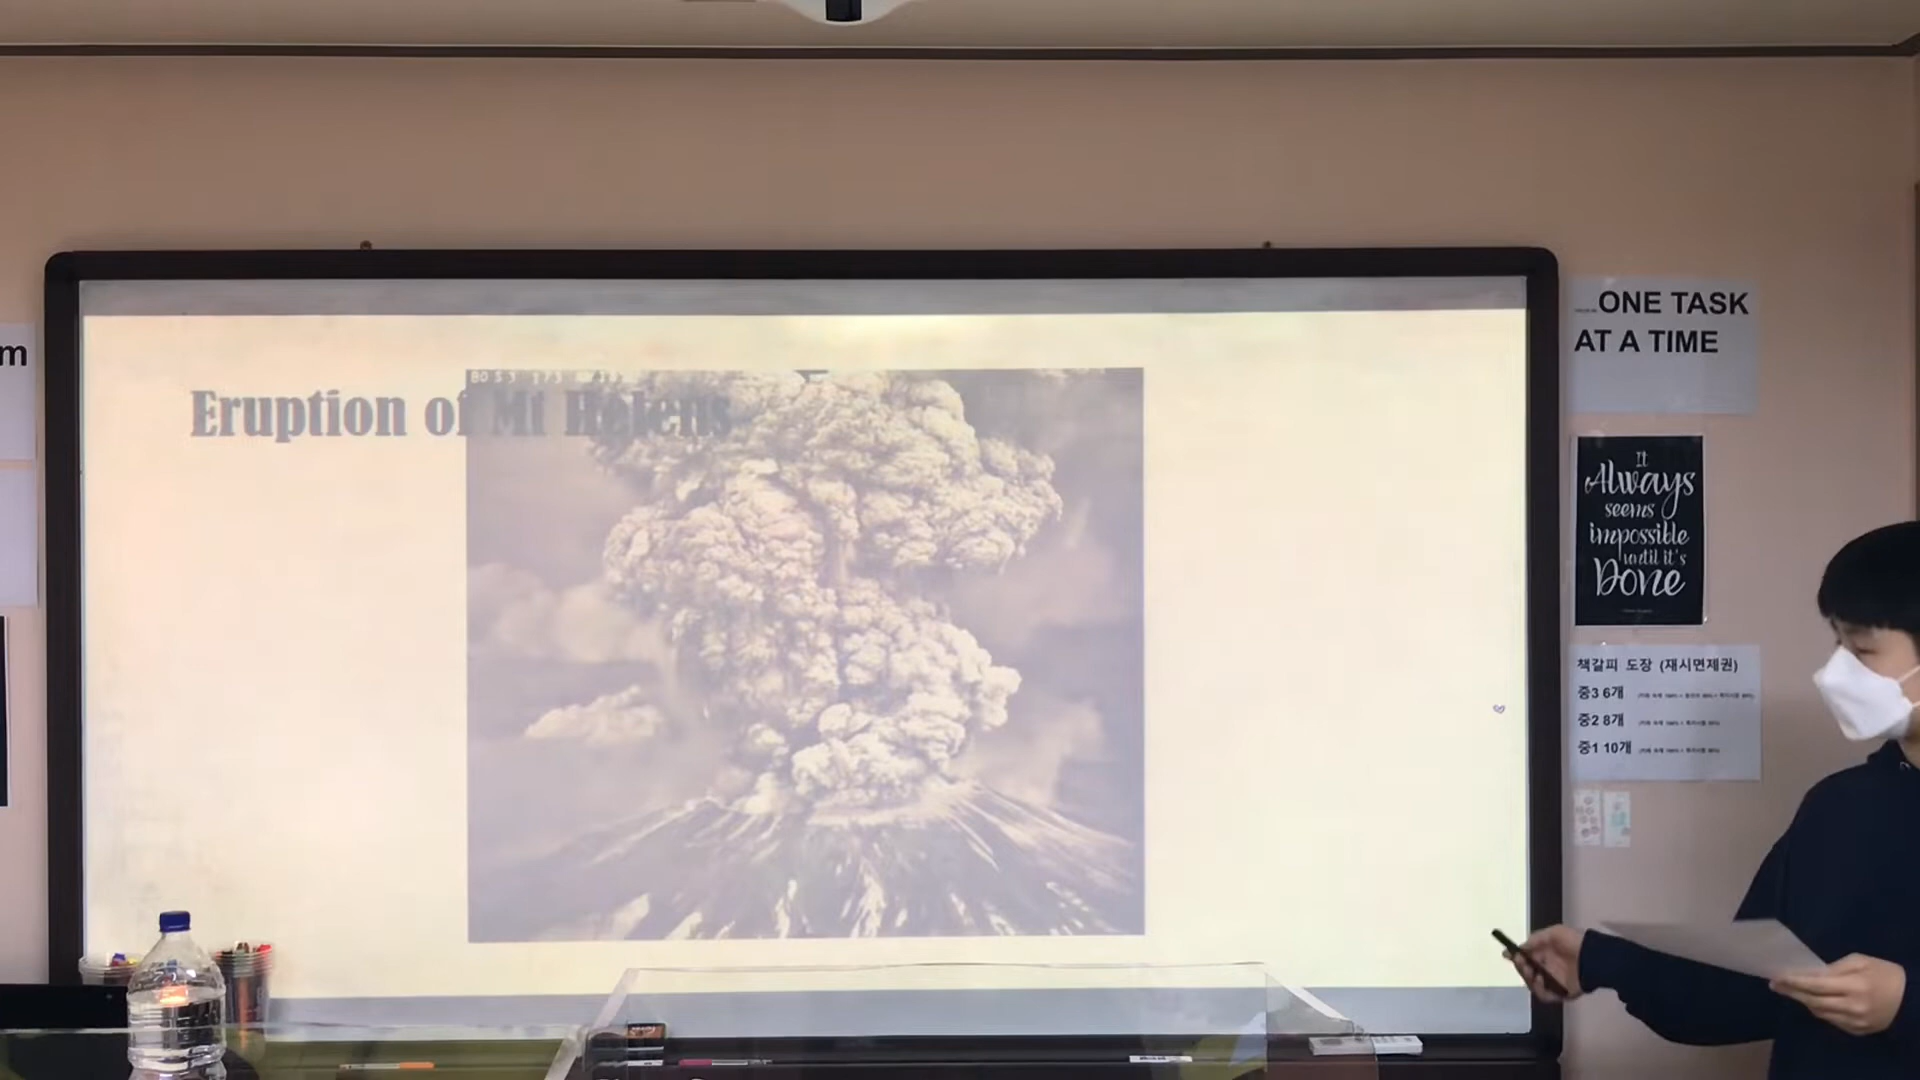 m
Eruption of Mt Helens
ONE TASK
AT A TIME
It
Always
seems
impossible
until it's
Done
책갈피 도장 (재시면제권)
중3 6개
중2 8개
중1 10개